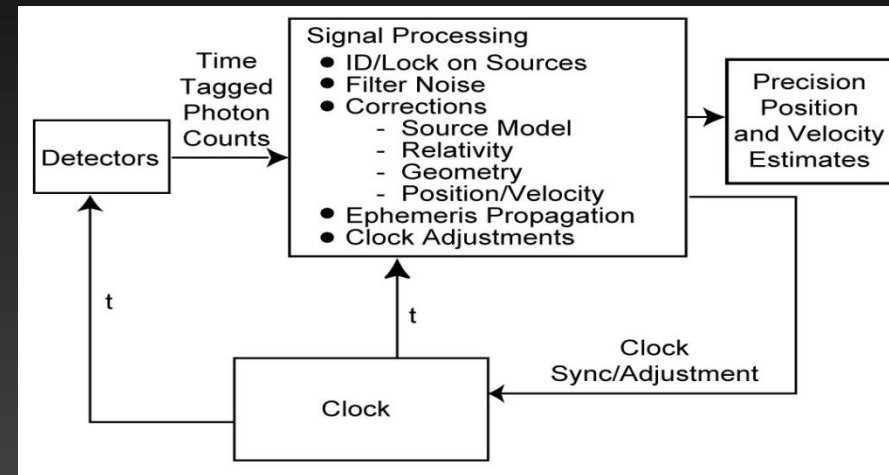 Detectors
Time
Tagged
Photon
Counts
Signal Processing
● ID/Lock on Sources
● Filter Noise
● Corrections
- Source Model
- Relativity
- Geometry
- Position/Velocity
● Ephemeris Propagation
● Clock Adjustments
Precision
Position
and Velocity
Estimates
t
t
Clock
Sync/Adjustment
Clock